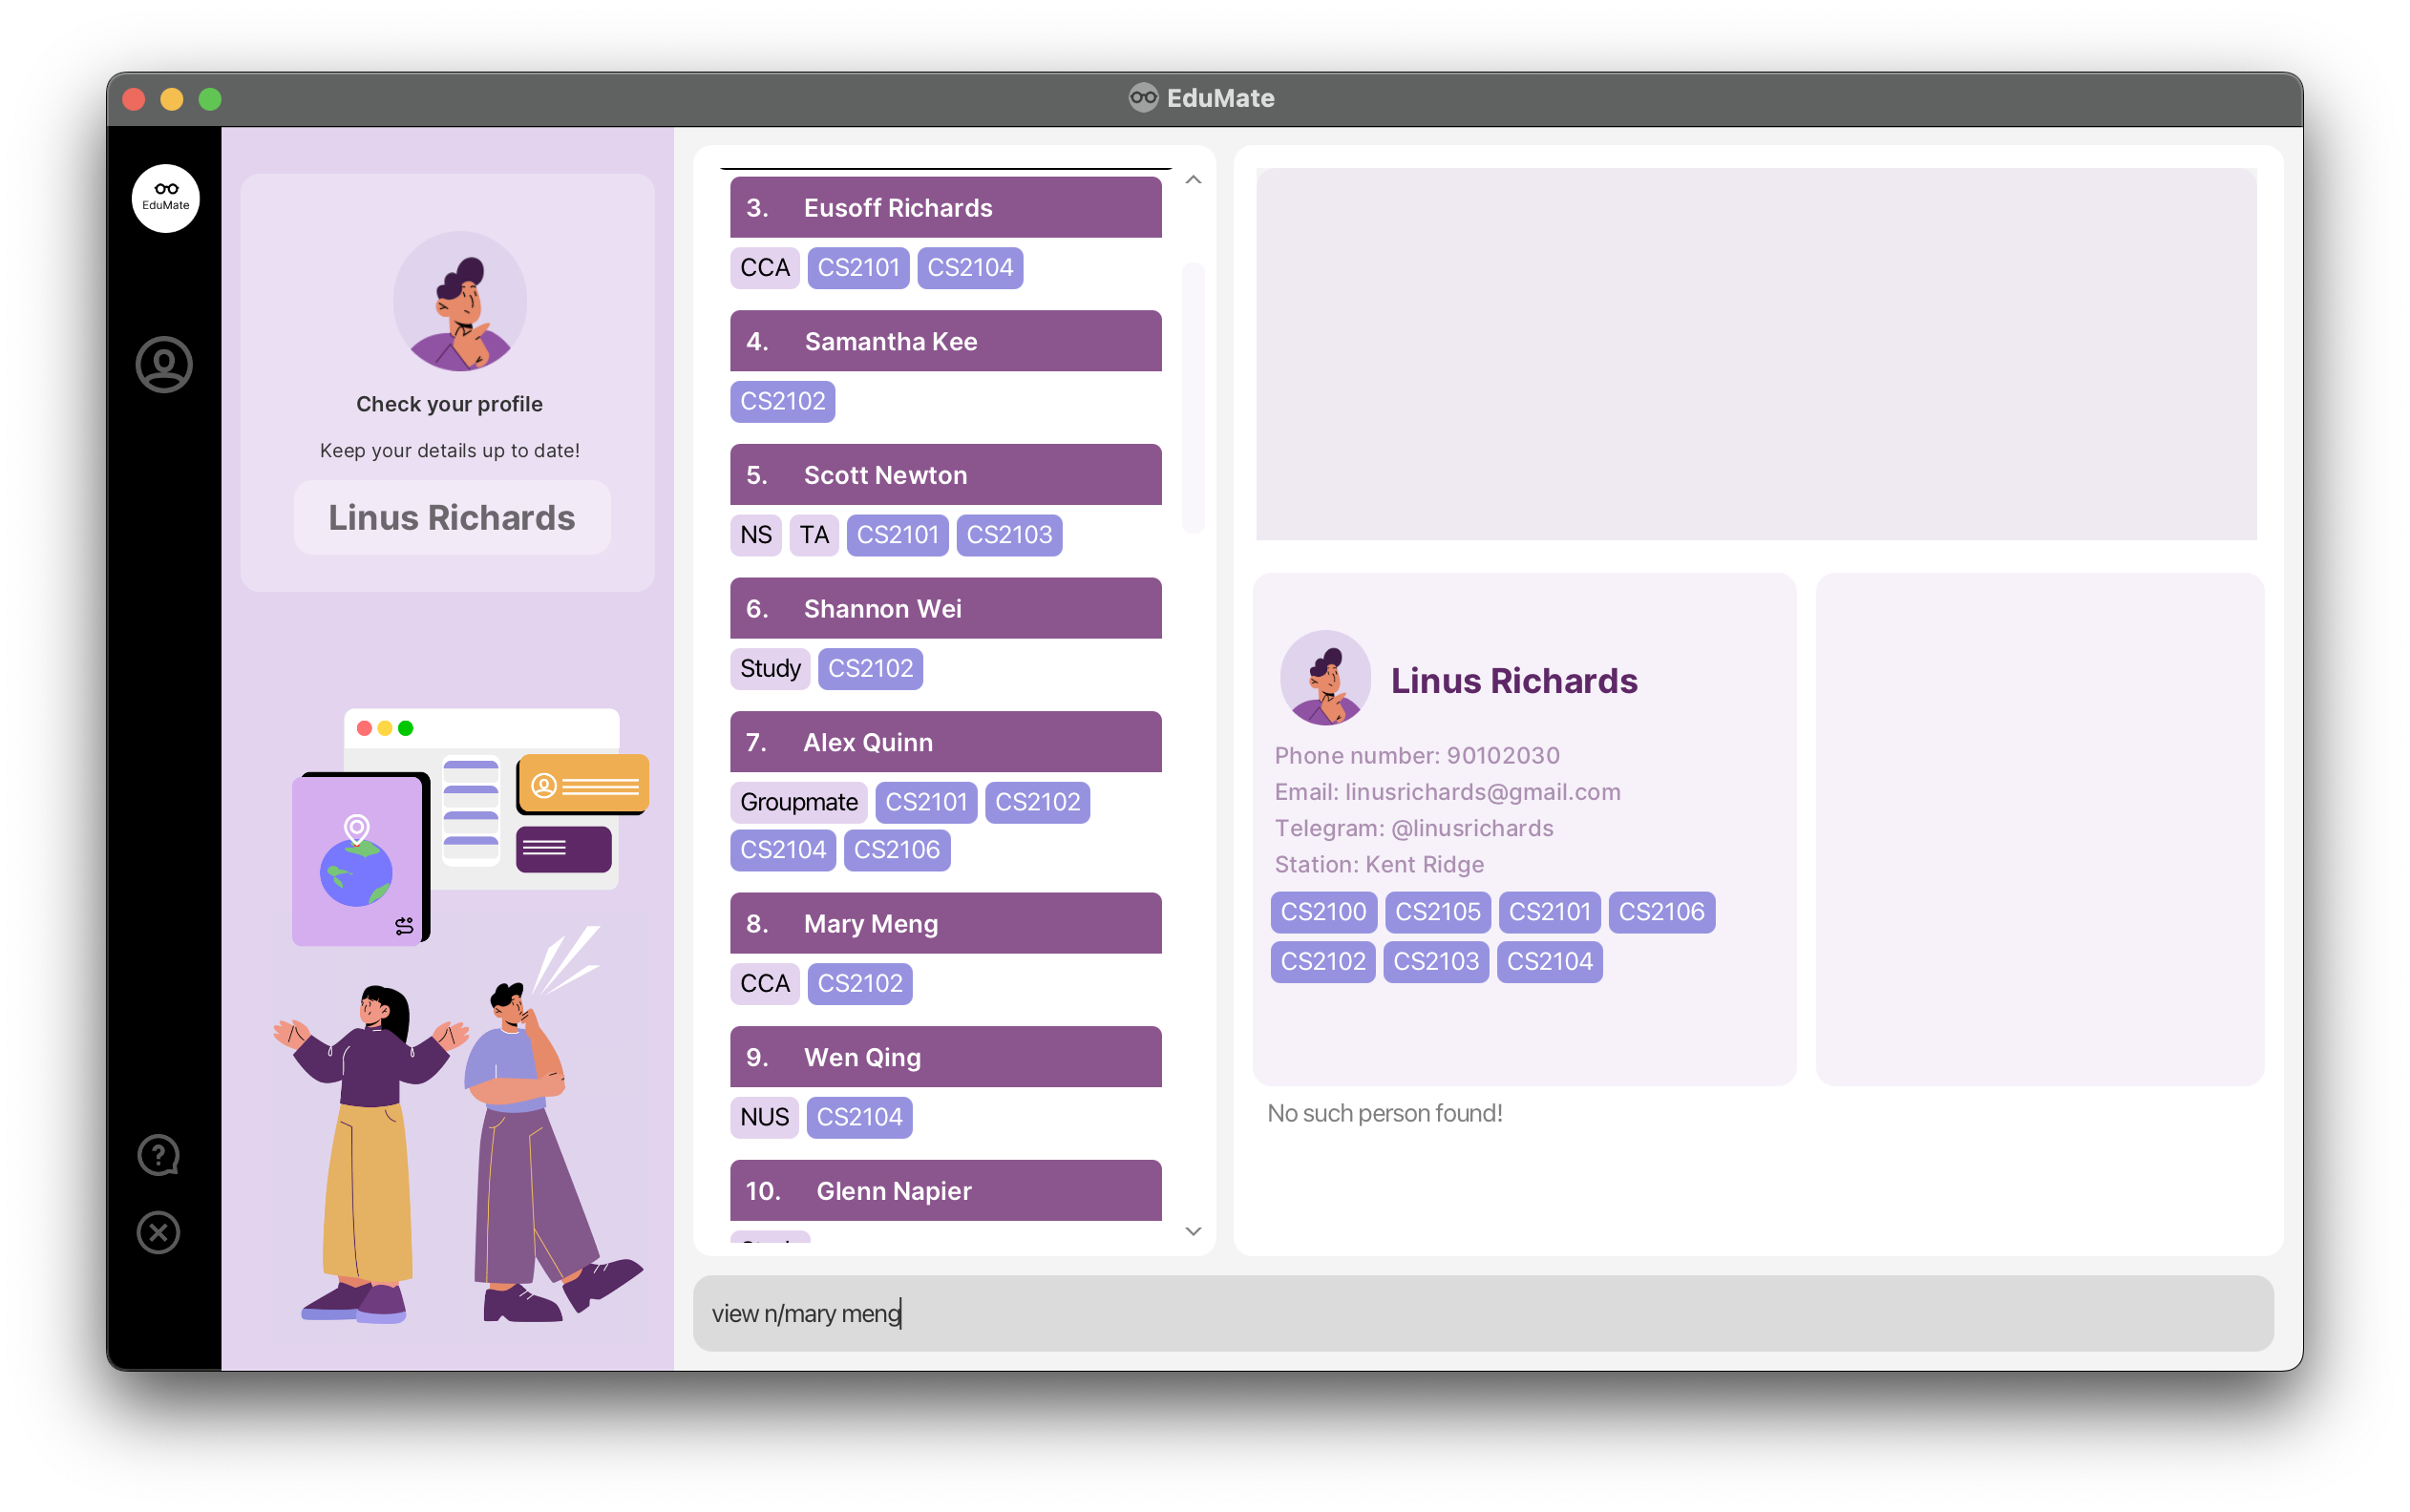 EduMate
EduMate
Check your profile
Keep your details up to date!
Linus Richards
3. Eusoff Richards
CCA CS2101 CS2104
4. Samantha Kee
CS2102
5. Scott Newton
NS TA CS2101 CS2103
6. Shannon Wei
Study CS2102
7. Alex Quinn
Groupmate CS2101 CS2102
CS2104 CS2106
8. Mary Meng
CCA CS2102
9. Wen Qing
NUS CS2104
10. Glenn Napier
Linus Richards
Phone number: 90102030
Email: linusrichards@gmail.com
Telegram: @linusrichards
Station: Kent Ridge
CS2100 CS2105 CS2101 CS2106
CS2102 CS2103 CS2104
No such person found!
view n/mary meng